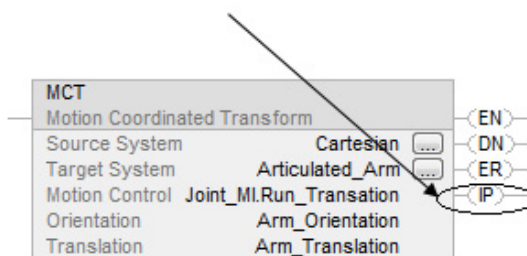 MCT
Motion Coordinated Transform EN
Source System Cartesian ... DN
Target System Articulated_Arm ... ER
Motion Control Joint_MI.Run_Transation IP
Orientation Arm_Orientation
Translation Arm_Translation